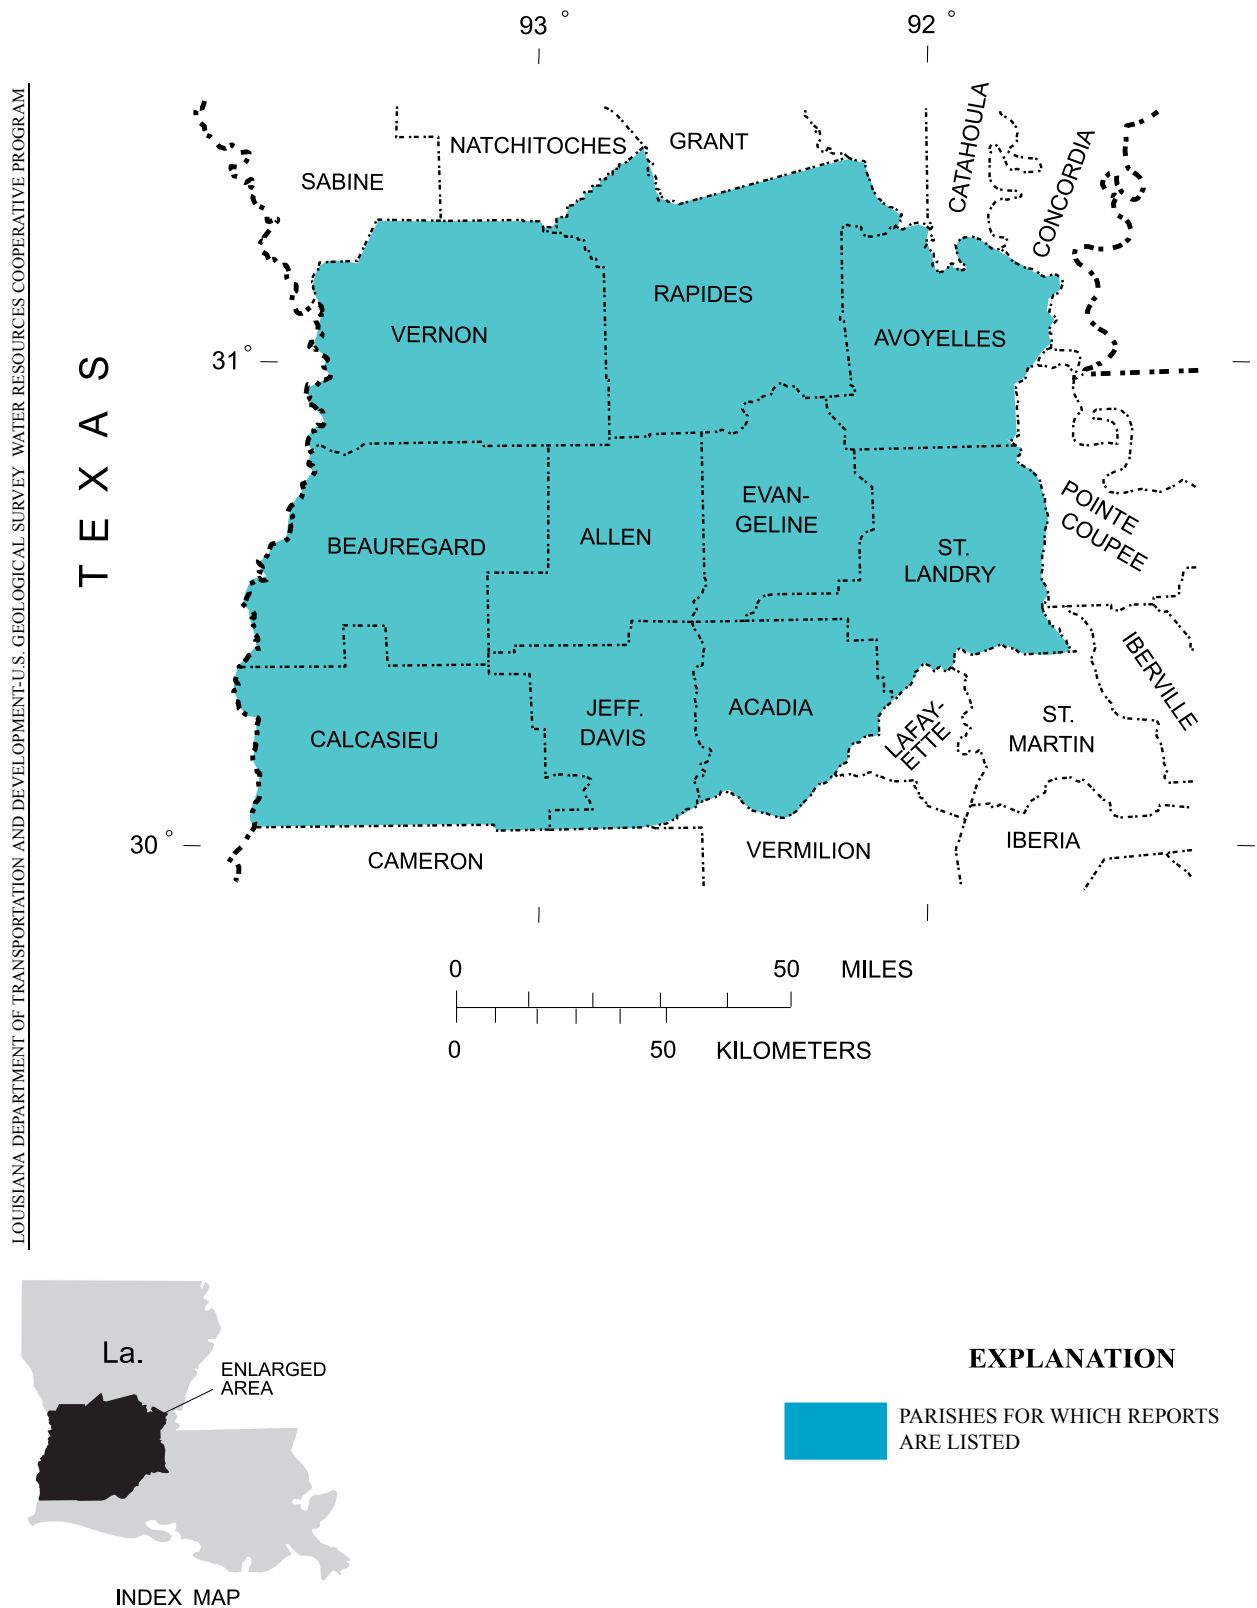 93 °
92 °
LOUISIANA DEPARTMENT OF TRANSPORTATION AND DEVELOPMENT-U.S. GEOLOGICAL SURVEY WATER RESOURCES COOPERATIVE PROGRAM
TEXAS
NATCHITOCHES
GRANT
CATAHOULA
CONCORDIA
SABINE
RAPIDES
VERNON
AVOYELLES
31°
EVAN-
GELINE
POINTE
COUPEE
BEAUREGARD
ALLEN
ST.
LANDRY
IBERVILLE
JEFF.
DAVIS
ACADIA
CALCASIEU
LAFAY-
ETTE
ST.
MARTIN
30°
CAMERON
VERMILION
IBERIA
0 50 MILES
0 50 KILOMETERS
La.
ENLARGED
AREA
INDEX MAP
EXPLANATION
PARISHES FOR WHICH REPORTS
ARE LISTED